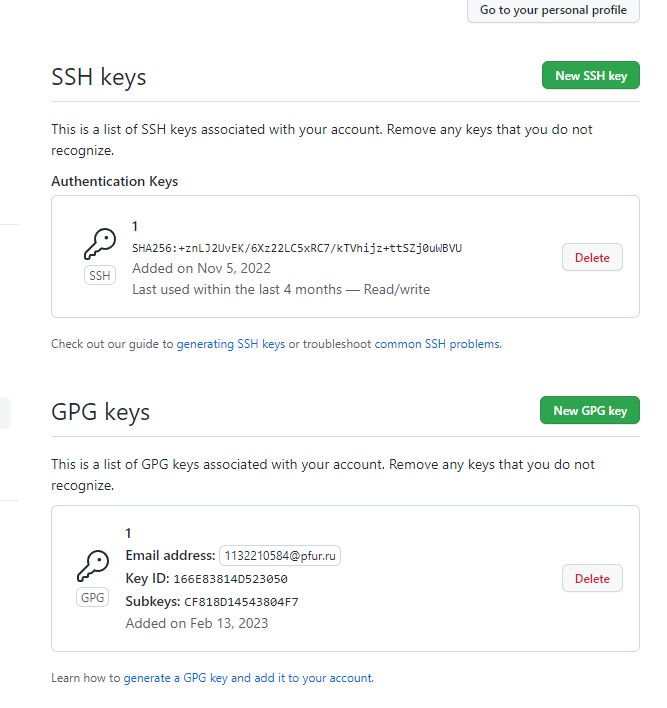 Go to your personal profile
SSH keys
New SSH key
This is a list of SSH keys associated with your account. Remove any keys that you do not
recognize.
Authentication Keys
1
SHA256:+znLJ2UvEK/6Xz22LC5xRC7/kTVhijz+ttSZj0uWBVU
SSH
Added on Nov 5, 2022
Last used within the last 4 months — Read/write
Delete
Check out our guide to generating SSH keys or troubleshoot common SSH problems.
GPG keys
New GPG key
This is a list of GPG keys associated with your account. Remove any keys that you do not
recognize.
1
Email address: 1132210584@pfur.ru
Key ID: 166E83814D523050
GPG
Subkeys: CF818D14543804F7
Added on Feb 13, 2023
Delete
Learn how to generate a GPG key and add it to your account.